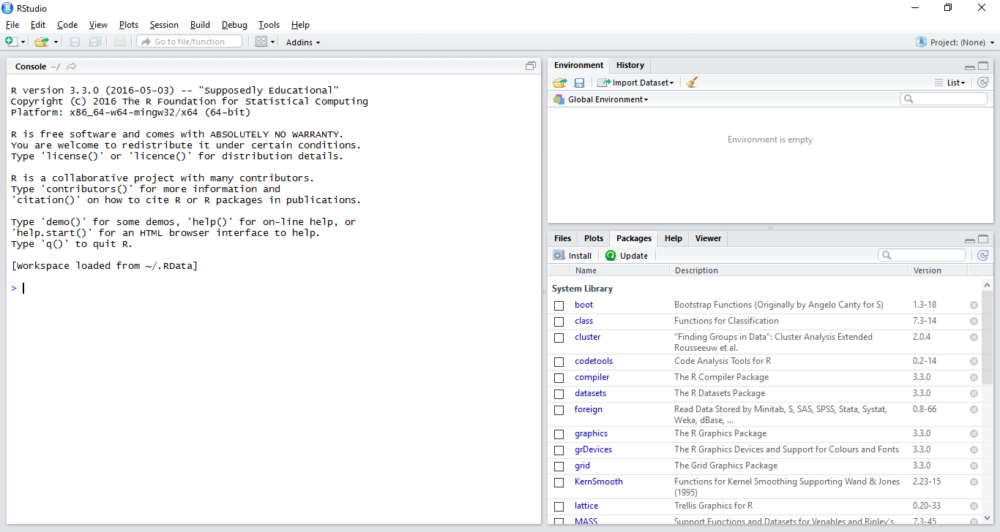 RStudio
File Edit Code View Plots Session Build Debug Tools Help
Go to file/function Addins Project: (None)
Console ~/
R version 3.3.0 (2016-05-03) -- "Supposedly Educational"
Copyright (C) 2016 The R Foundation for Statistical Computing
Platform: x86_64-w64-mingw32/x64 (64-bit)
R is free software and comes with ABSOLUTELY NO WARRANTY.
You are welcome to redistribute it under certain conditions.
Type 'license()' or 'licence()' for distribution details.
R is a collaborative project with many contributors.
Type 'contributors()' for more information and
'citation()' on how to cite R or R packages in publications.
Type 'demo()' for some demos, 'help()' for on-line help, or
'help.start()' for an HTML browser interface to help.
Type 'q()' to quit R.
[Workspace loaded from ~/.RData]
>
Environment History
Import Dataset List
Global Environment
Environment is empty
Files Plots Packages Help Viewer
Install Update
Name Description Version
System Library
boot Bootstrap Functions (Originally by Angelo Canty for S) 1.3-18
class Functions for Classification 7.3-14
cluster "Finding Groups in Data": Cluster Analysis Extended 2.0.4
Rousseeuw et al.
codetools Code Analysis Tools for R 0.2-14
compiler The R Compiler Package 3.3.0
datasets The R Datasets Package 3.3.0
foreign Read Data Stored by Minitab, S, SAS, SPSS, Stata, Systat, 0.8-66
Weka, dBase, ...
graphics The R Graphics Package 3.3.0
grDevices The R Graphics Devices and Support for Colours and Fonts 3.3.0
grid The Grid Graphics Package 3.3.0
KernSmooth Functions for Kernel Smoothing Supporting Wand & Jones 2.23-15
(1995)
lattice Trellis Graphics for R 0.20-33
MASS Support Functions and Datasets for Venables and Ripley's 7.3-45